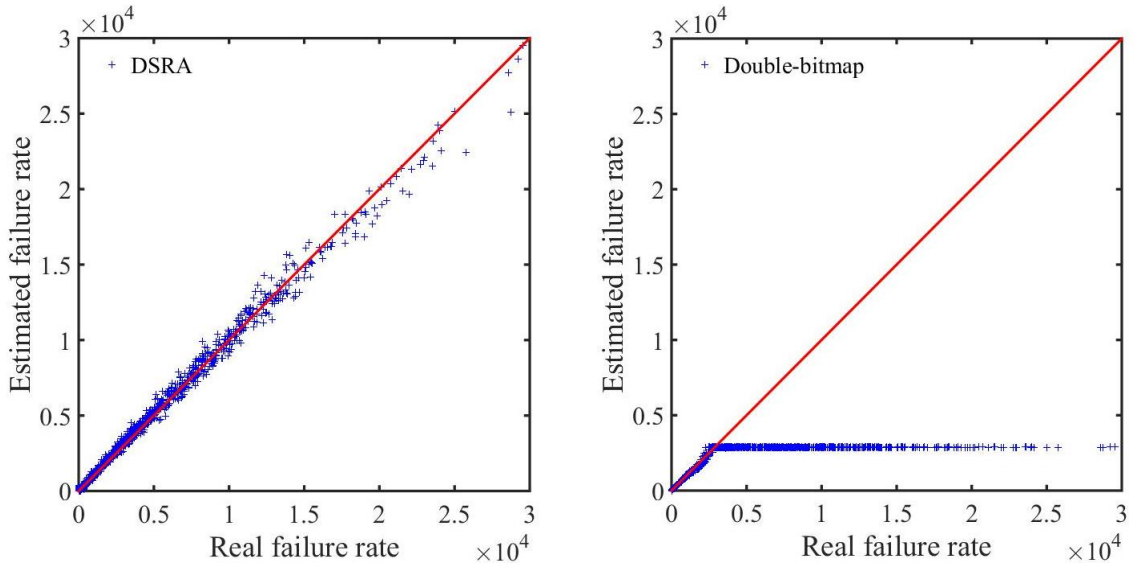 ×10⁴
3
2.5
2
1.5
1
0.5
0
Estimated failure rate
+ DSRA
0 0.5 1 1.5 2 2.5 3
Real failure rate
×10⁴
×10⁴
3
2.5
2
1.5
1
0.5
0
Estimated failure rate
+ Double-bitmap
0 0.5 1 1.5 2 2.5 3
Real failure rate
×10⁴